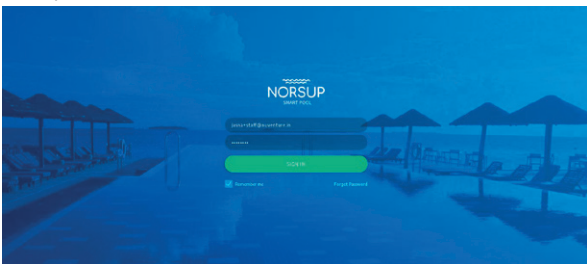 NORSUP
SMART POOL
SIGN IN
Remember me
Forgot Password